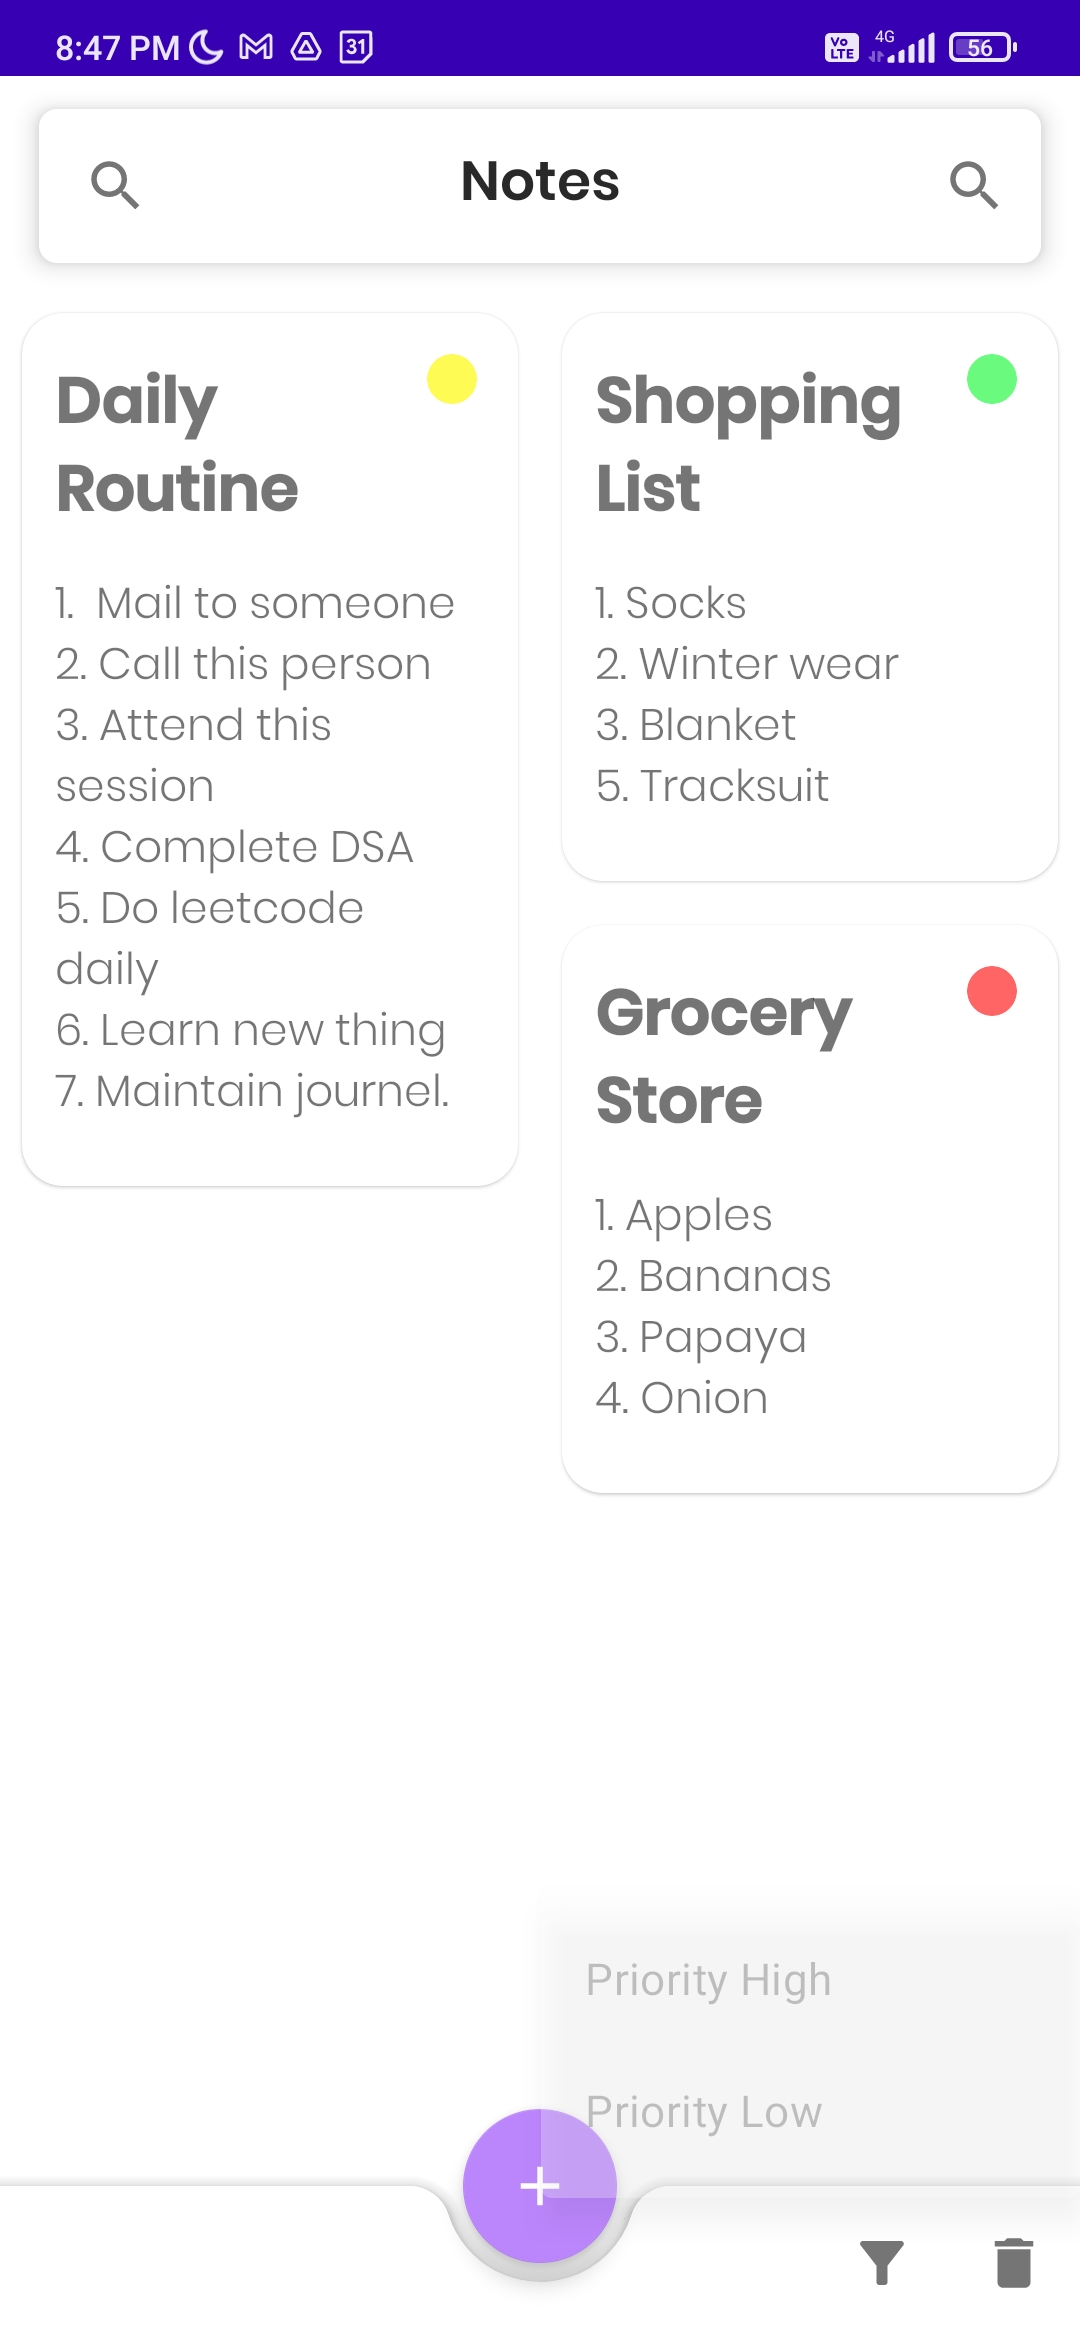 8:47 PM 31 Vo LTE 4G 56
Notes
Daily
Routine
1.  Mail to someone
2. Call this person
3. Attend this
session
4. Complete DSA
5. Do leetcode
daily
6. Learn new thing
7. Maintain journel.
Shopping
List
1. Socks
2. Winter wear
3. Blanket
5. Tracksuit
Grocery
Store
1. Apples
2. Bananas
3. Papaya
4. Onion
Priority High
Priority Low